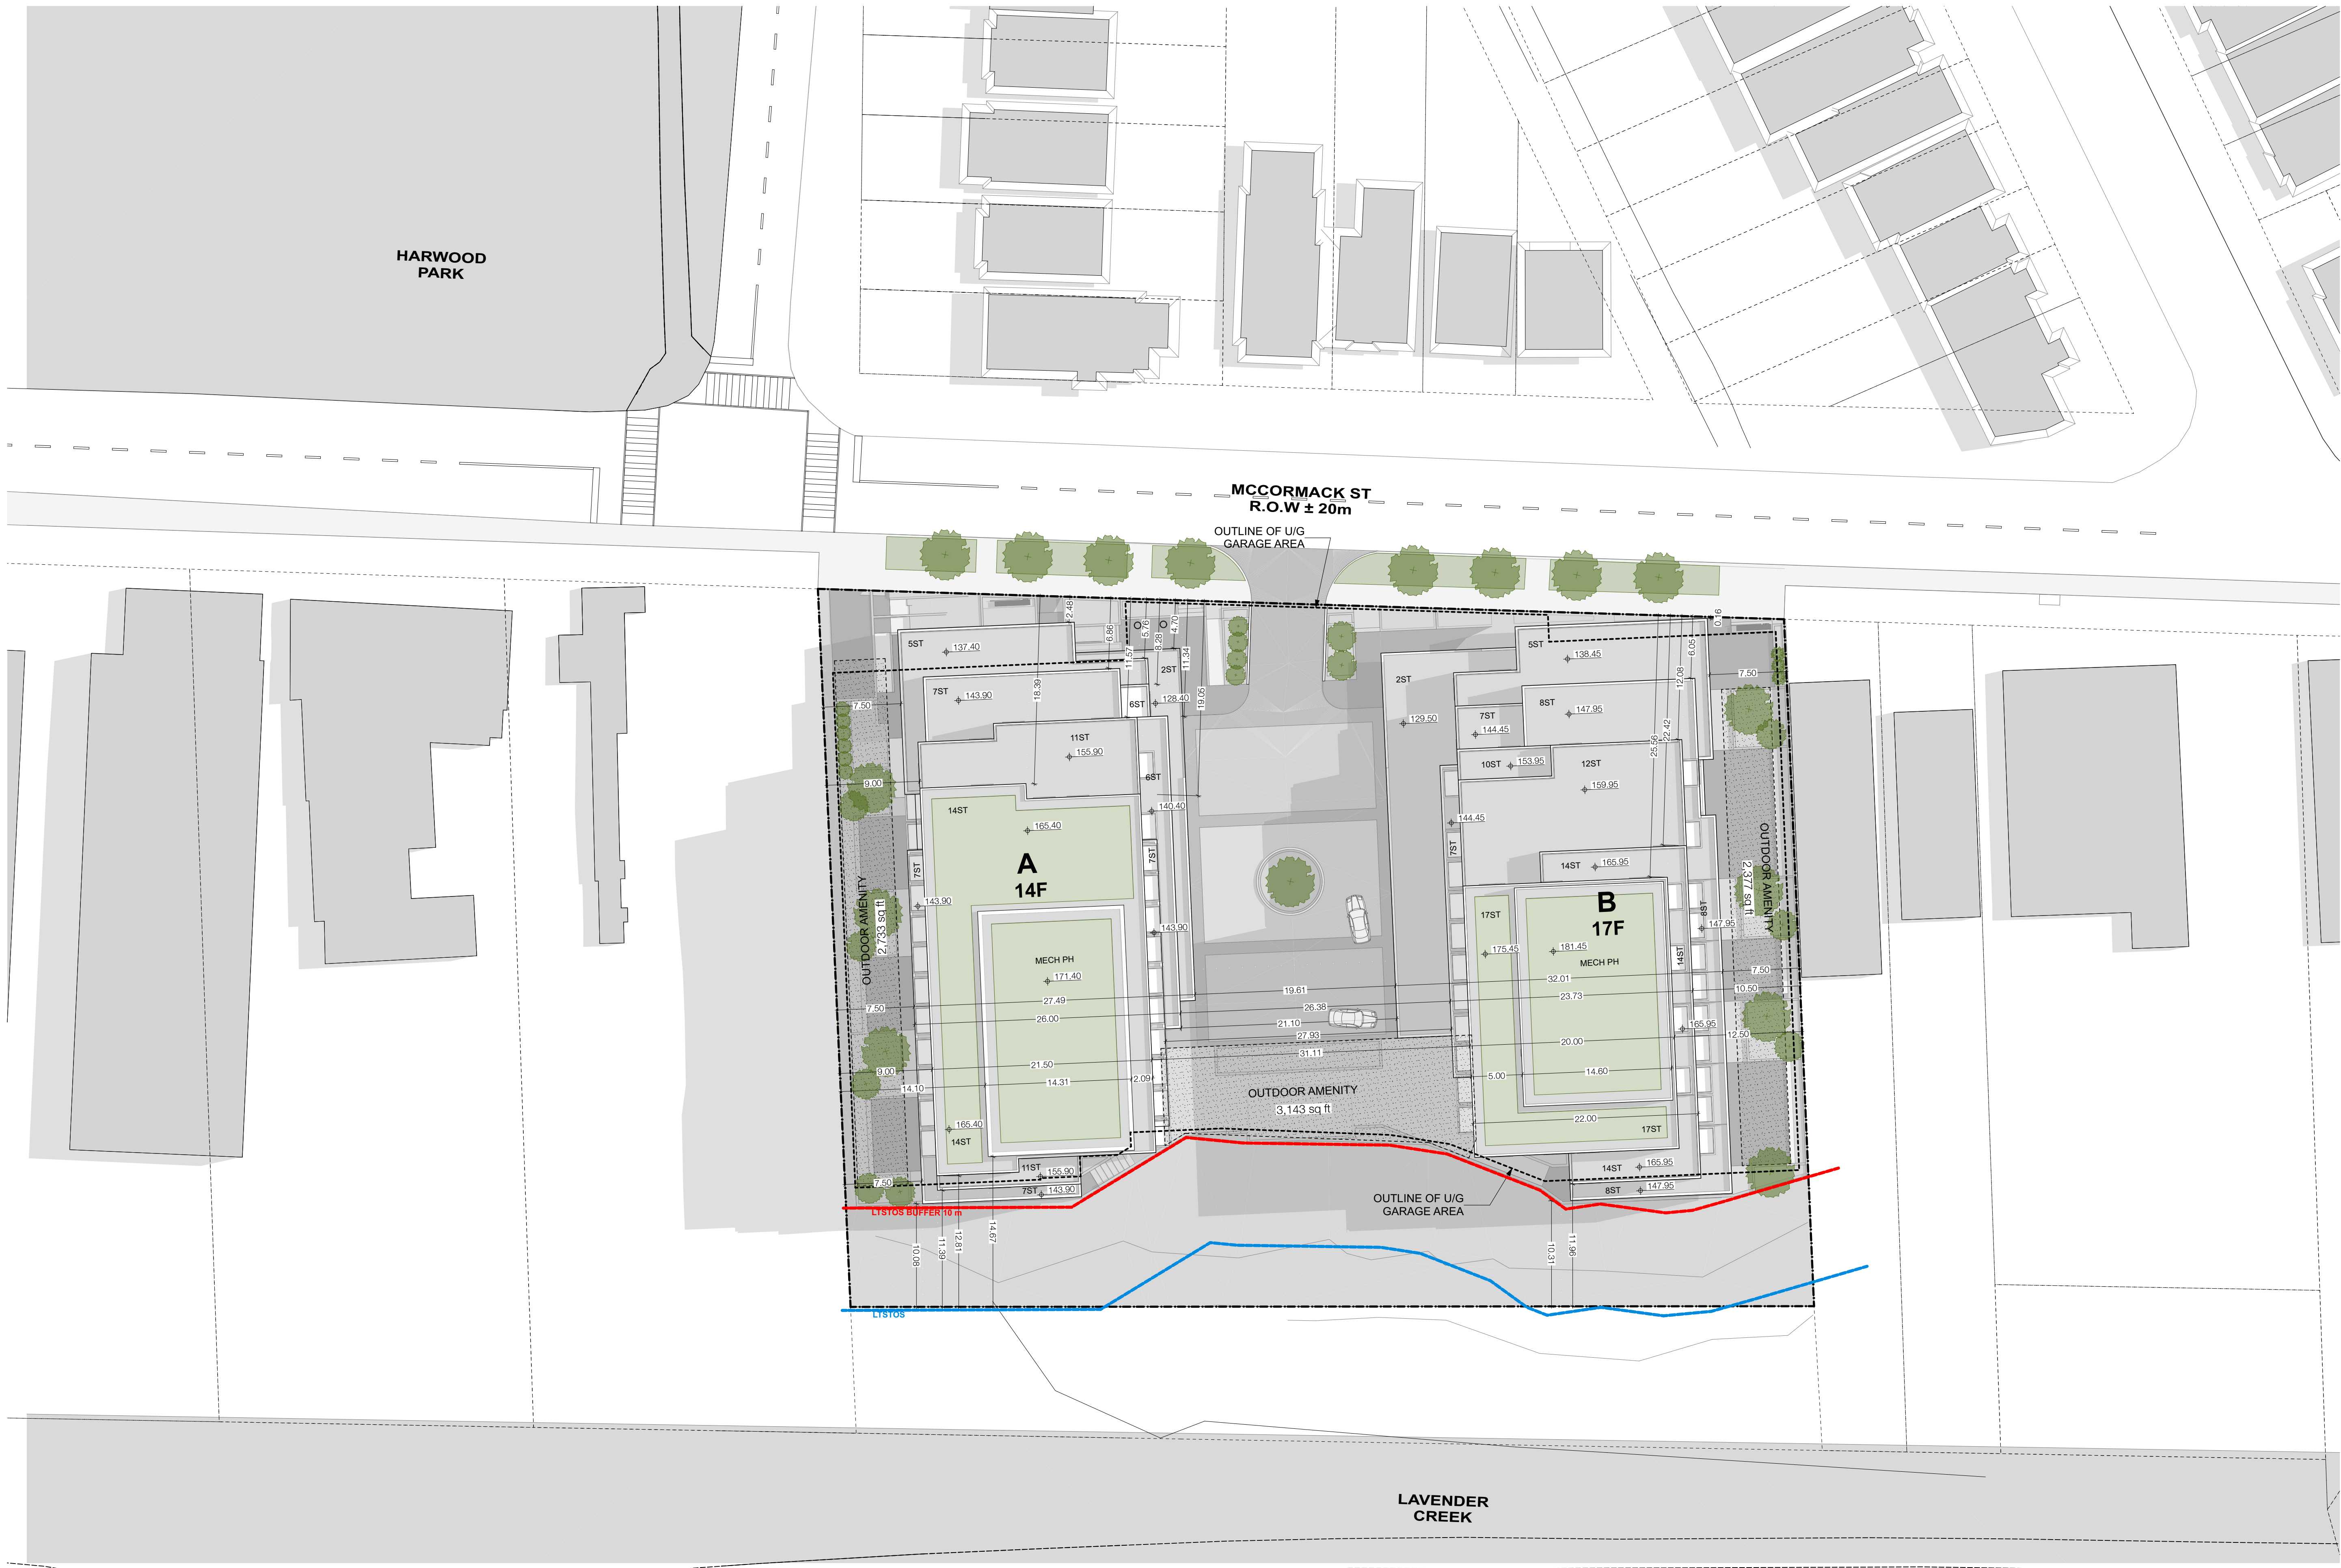 HARWOOD
PARK
MCCORMACK ST
R.O.W ± 20m
OUTLINE OF U/G
GARAGE AREA
5ST
137.40
2.48
6.86
5.76
8.28
4.70
11.57
11.34
2ST
7ST
143.90
18.39
6ST
128.40
19.05
7.50
11ST
155.90
6ST
9.00
140.40
14ST
165.40
A
14F
7ST
7ST
143.90
143.90
OUTDOOR AMENITY
2,733 sq ft
MECH PH
171.40
27.49
7.50
26.00
21.50
9.00
14.10
14.31
2.09
165.40
14ST
11ST
155.90
7.50
7ST
143.90
19.61
26.38
21.10
27.93
31.11
OUTDOOR AMENITY
3,143 sq ft
5ST
138.45
0.16
6.05
12.08
7.50
2ST
129.50
7ST
144.45
8ST
147.95
22.42
25.56
10ST
153.95
12ST
159.95
144.45
7ST
14ST
165.95
B
17F
17ST
175.45
181.45
MECH PH
8ST
147.95
14ST
OUTDOOR AMENITY
2,377 sq ft
32.01
7.50
23.73
10.50
165.95
12.50
20.00
5.00
14.60
22.00
17ST
14ST
165.95
8ST
147.95
OUTLINE OF U/G
GARAGE AREA
LTSTOS BUFFER 10 m
10.08
11.39
12.81
14.67
10.31
11.96
LTSTOS
LAVENDER
CREEK